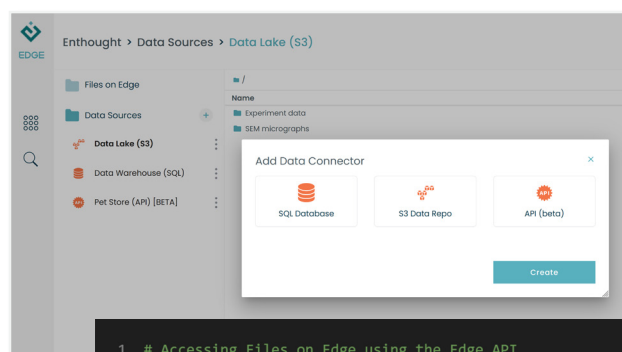 EDGE
Enthought > Data Sources > Data Lake (S3)
Files on Edge
Data Sources +
Data Lake (S3)
Data Warehouse (SQL)
API
Pet Store (API) [BETA]
/
Name
Experiment data
SEM micrographs
Add Data Connector ×
SQL Database
S3 Data Repo
API
API (beta)
Create
1 # Accessing Files on Edge using the Edge API